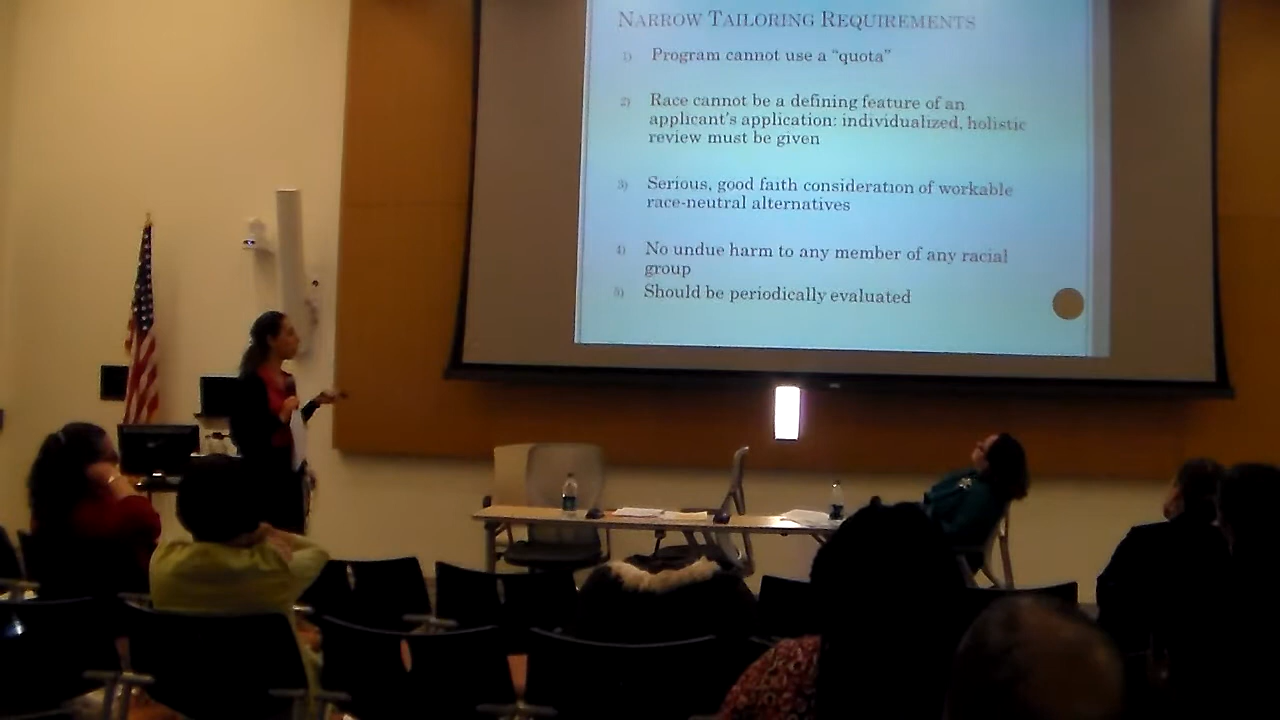 NARROW TAILORING REQUIREMENTS
1) Program cannot use a “quota”
2) Race cannot be a defining feature of an
applicant's application: individualized, holistic
review must be given
3) Serious, good faith consideration of workable
race-neutral alternatives
4) No undue harm to any member of any racial
group
5) Should be periodically evaluated